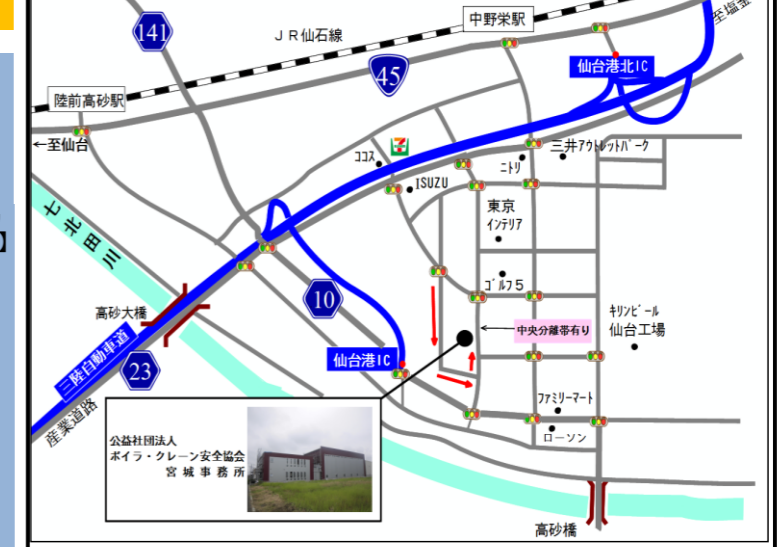 141
ＪＲ仙石線
中野栄駅
至塩釜
45
仙台港北IC
陸前高砂駅
←至仙台
ココス
7
ISUZU
ニトリ
三井アウトレットパーク
】
七北田川
東京
インテリア
10
ゴルフ５
高砂大橋
中央分離帯有り
キリンビール
仙台工場
三陸自動車道
23
仙台港IC
産業道路
ファミリーマート
ローソン
公益社団法人
ボイラ・クレーン安全協会
宮城事務所
高砂橋